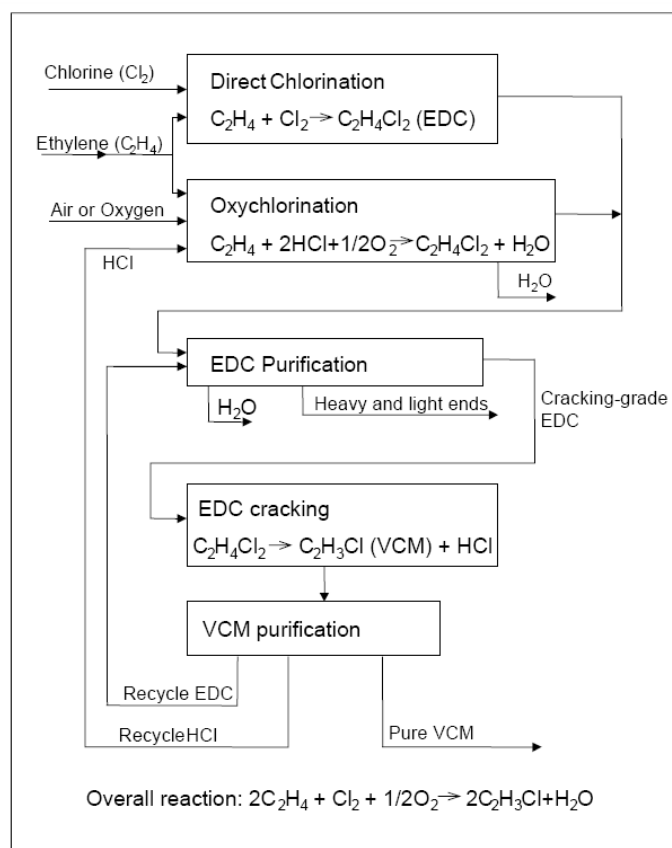 Chlorine (Cl₂)
Direct Chlorination
C₂H₄ + Cl₂→ C₂H₄Cl₂ (EDC)
Ethylene (C₂H₄)
Air or Oxygen
Oxychlorination
C₂H₄ + 2HCl+1/2O₂→C₂H₄Cl₂ + H₂O
HCl
H₂O
EDC Purification
H₂O
Heavy and light ends
Cracking-grade
EDC
EDC cracking
C₂H₄Cl₂→ C₂H₃Cl (VCM) + HCl
VCM purification
Recycle EDC
RecycleHCl
Pure VCM
Overall reaction: 2C₂H₄ + Cl₂ + 1/2O₂→ 2C₂H₃Cl+H₂O